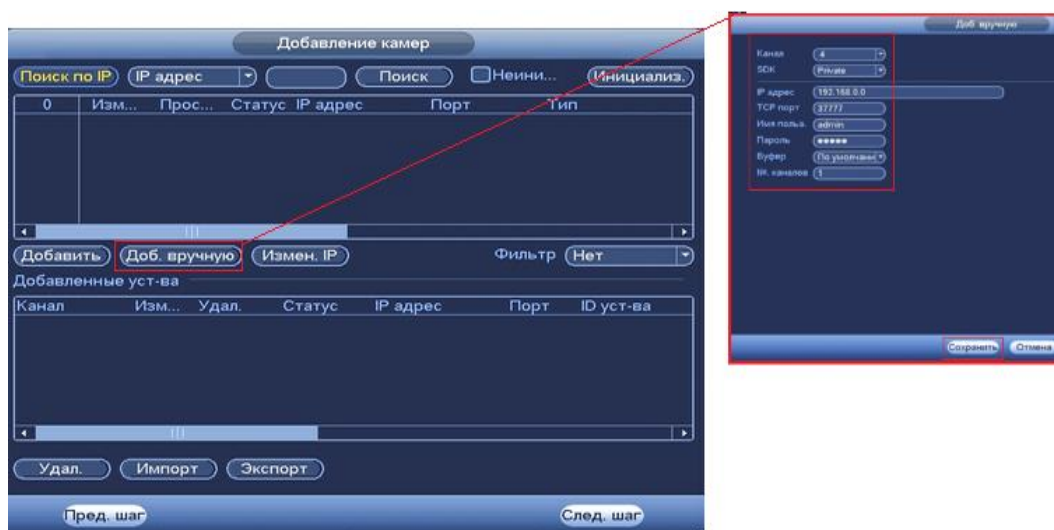 Добавление камер
Поиск по IP IP адрес Поиск Неини... Инициализ.
0 Изм... Прос... Статус IP адрес Порт Тип
Добавить Доб. вручную Измен. IP Фильтр Нет
Добавленные уст-ва
Канал Изм... Удал. Статус IP адрес Порт ID уст-ва
Удал. Импорт Экспорт
Пред. шаг След. шаг
Доб. вручную
Канал 4
SDK Private
IP адрес 192.168.0.0
TCP порт 37777
Имя польз. admin
Пароль •••••
Буфер По умолчани
№. каналов 1
Сохранить Отмена